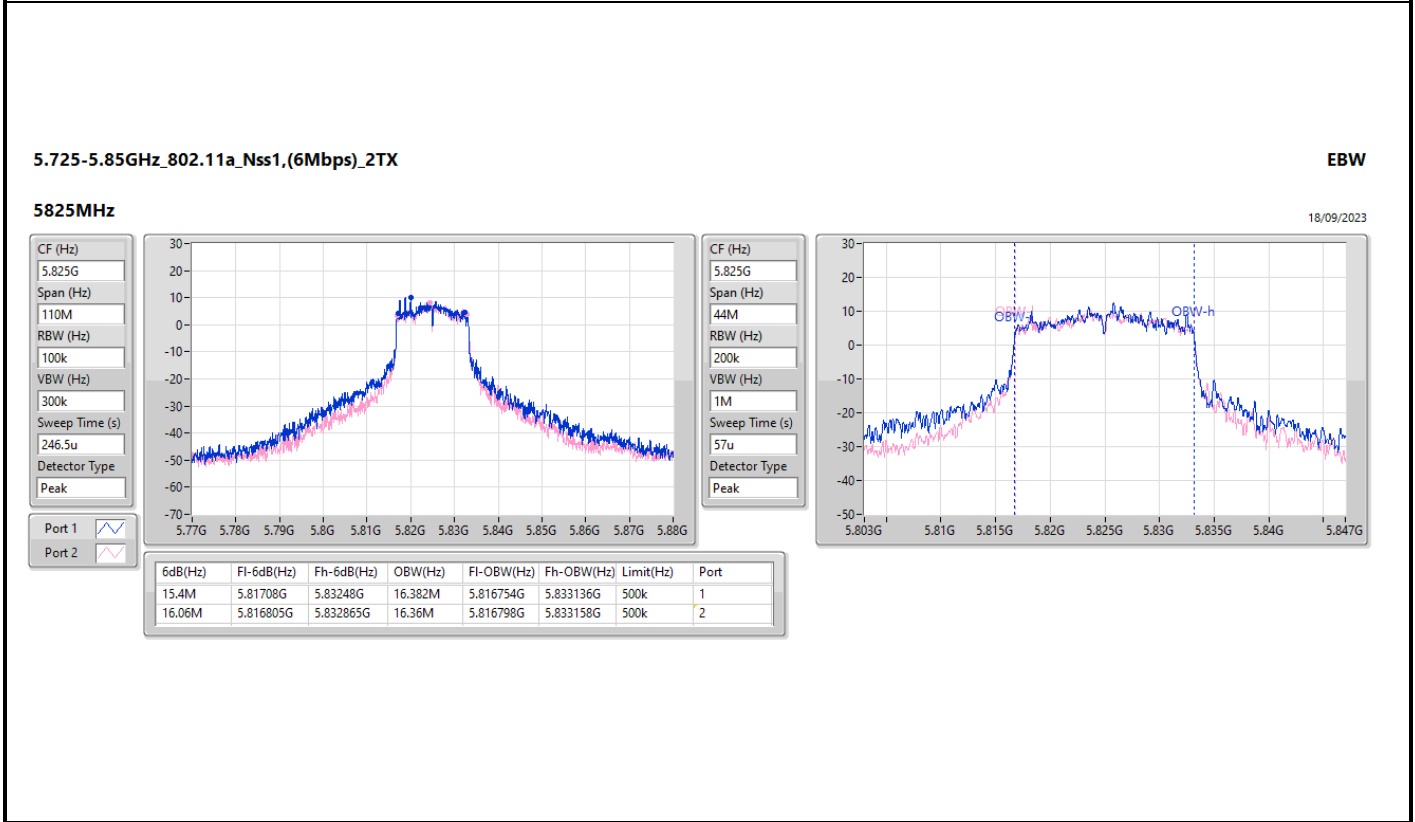 5.725-5.85GHz_802.11a_Nss1,(6Mbps)_2TX
EBW
5825MHz
18/09/2023
CF (Hz)
5.825G
Span (Hz)
110M
RBW (Hz)
100k
VBW (Hz)
300k
Sweep Time (s)
246.5u
Detector Type
Peak
Port 1
Port 2
30
20
10
0
-10
-20
-30
-40
-50
-60
-70
5.77G 5.78G 5.79G 5.8G 5.81G 5.82G 5.83G 5.84G 5.85G 5.86G 5.87G 5.88G
CF (Hz)
5.825G
Span (Hz)
44M
RBW (Hz)
200k
VBW (Hz)
1M
Sweep Time (s)
57u
Detector Type
Peak
30
20
10
0
-10
-20
-30
-40
-50
OBW-h
5.803G 5.81G 5.815G 5.82G 5.825G 5.83G 5.835G 5.84G 5.847G
6dB(Hz) Fl-6dB(Hz) Fh-6dB(Hz) OBW(Hz) Fl-OBW(Hz) Fh-OBW(Hz) Limit(Hz) Port
15.4M 5.81708G 5.83248G 16.382M 5.816754G 5.833136G 500k 1
16.06M 5.816805G 5.832865G 16.36M 5.816798G 5.833158G 500k 2